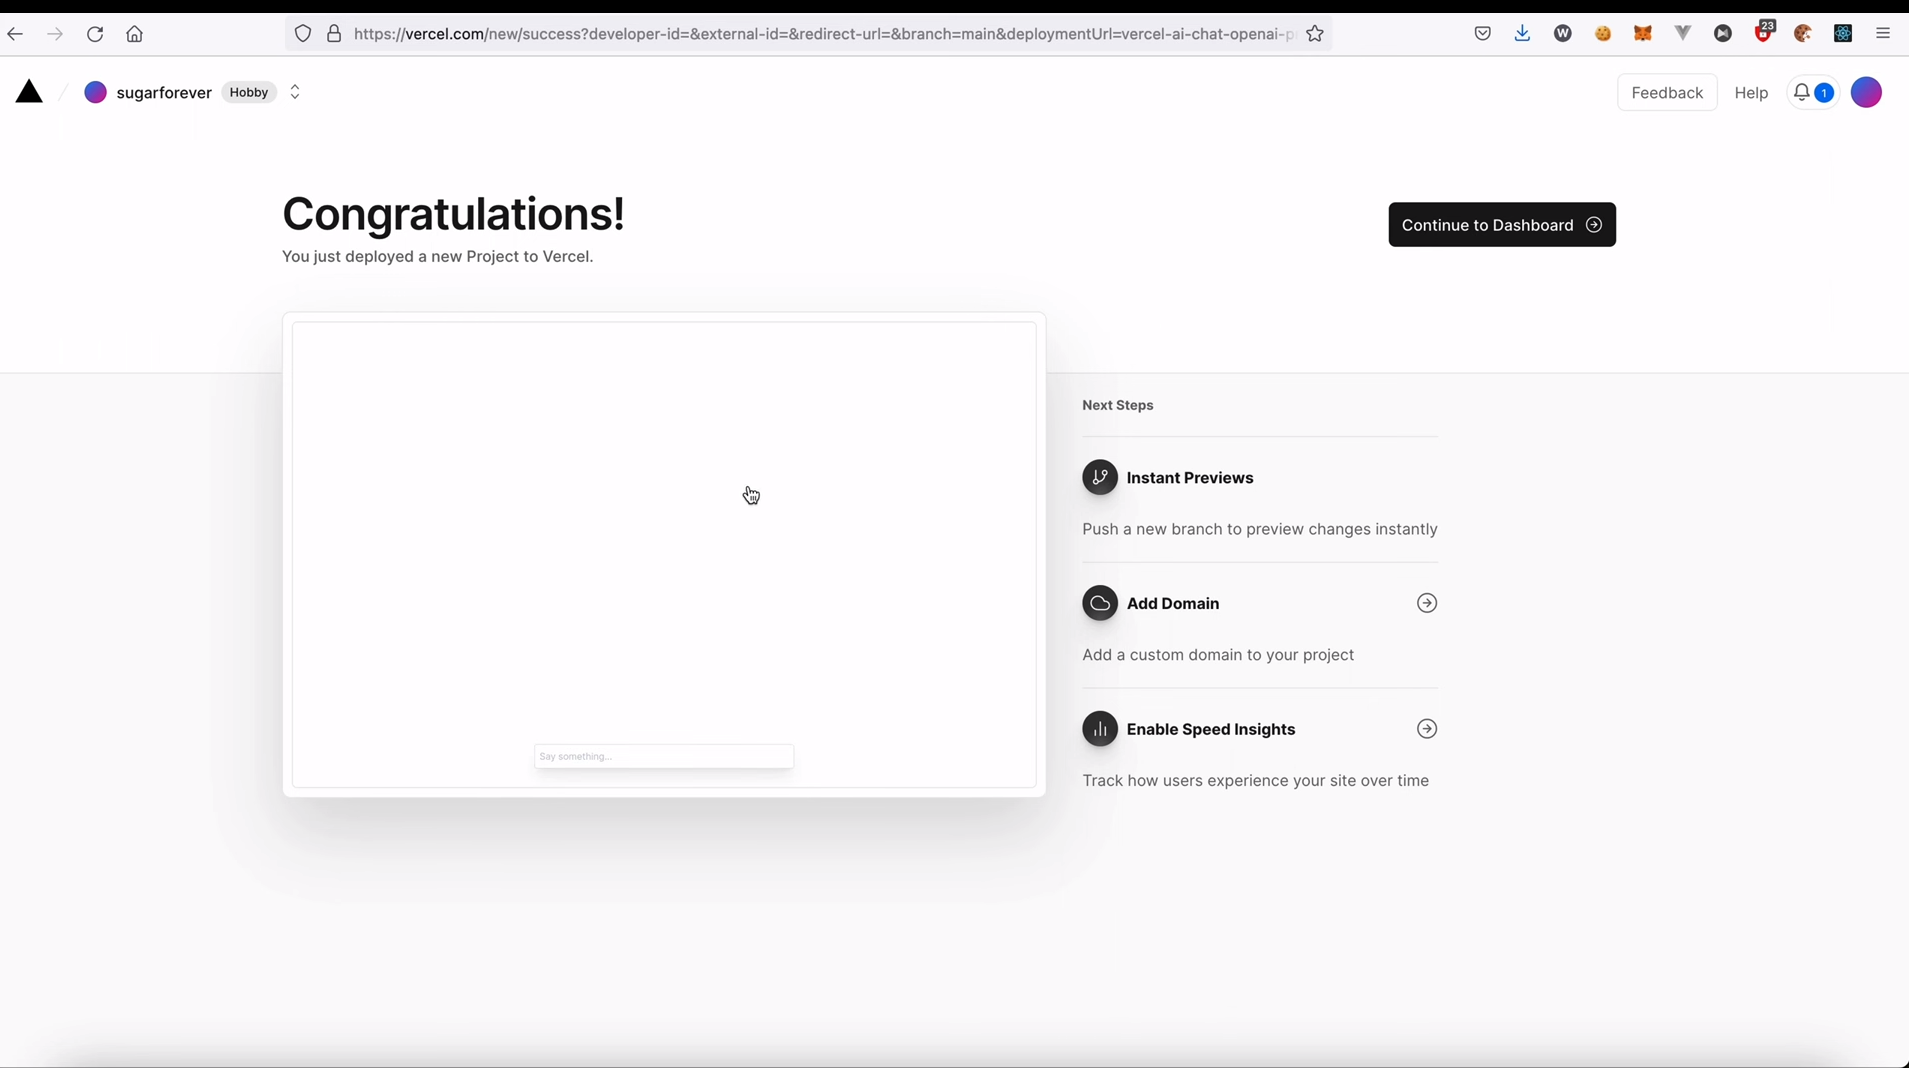 https://vercel.com/new/success?developer-id=&external-id=&redirect-url=&branch=main&deploymentUrl=vercel-ai-chat-openai-p
23
sugarforever Hobby
Feedback
Help
1
Congratulations!
You just deployed a new Project to Vercel.
Continue to Dashboard
Say something...
Next Steps
Instant Previews
Push a new branch to preview changes instantly
Add Domain
Add a custom domain to your project
Enable Speed Insights
Track how users experience your site over time